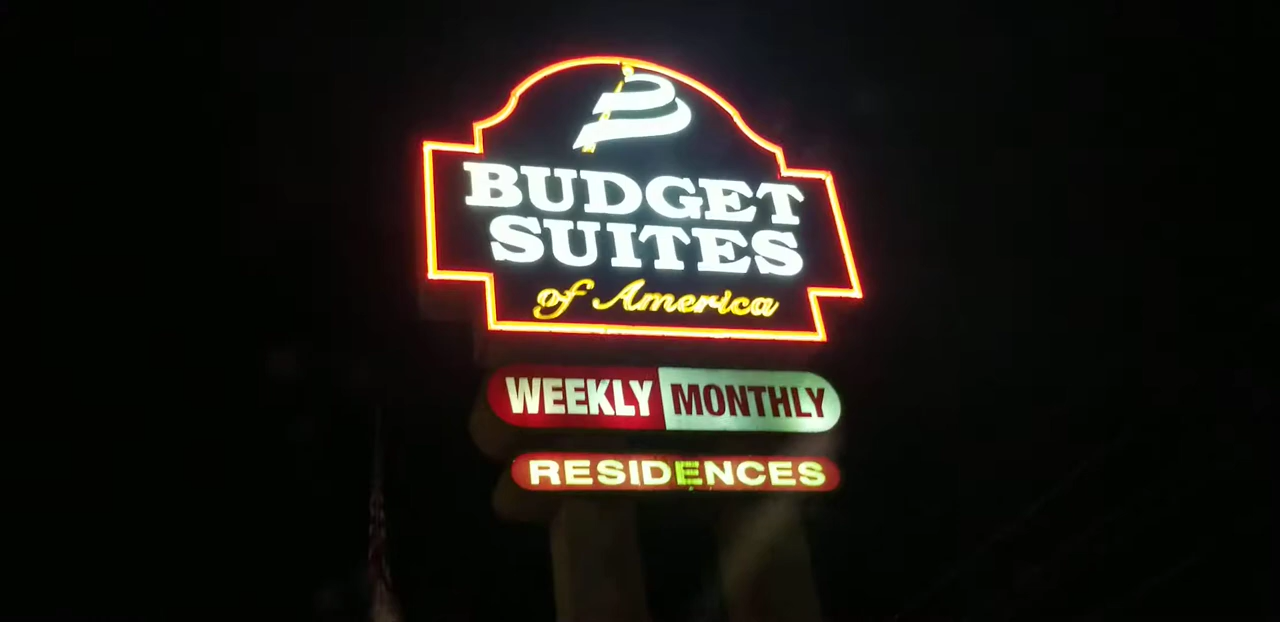 BUDGET
SUITES
of America
WEEKLY MONTHLY
RESIDENCES